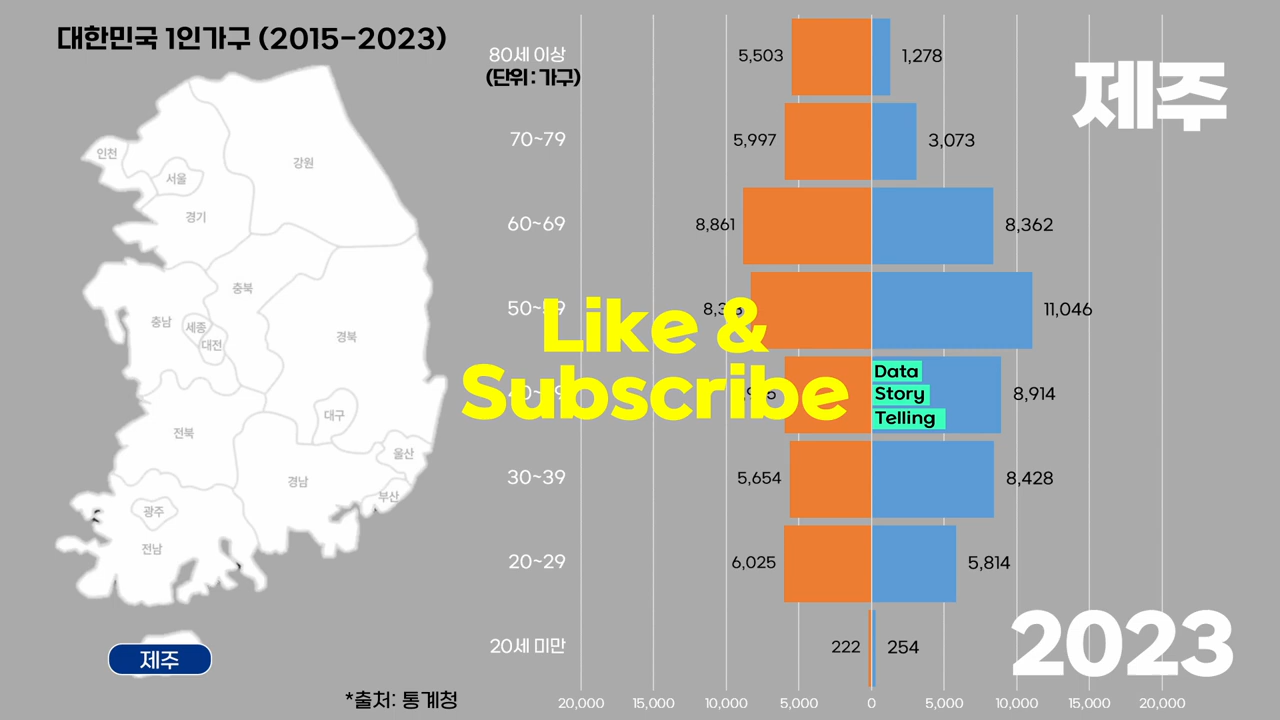 대한민국 1인가구 (2015-2023)
제주
80세 이상
(단위 : 가구)
5,503
1,278
70~79
5,997
3,073
60~69
8,861
8,362
11,046
Like &
Subscribe
Data
Story
Telling
8,914
30~39
5,654
8,428
20~29
6,025
5,814
20세 미만
222
254
2023
20,000
15,000
10,000
5,000
0
5,000
10,000
15,000
20,000
인천
서울
강원
경기
충북
충남
세종
대전
경북
대구
전북
울산
경남
부산
광주
전남
제주
*출처: 통계청